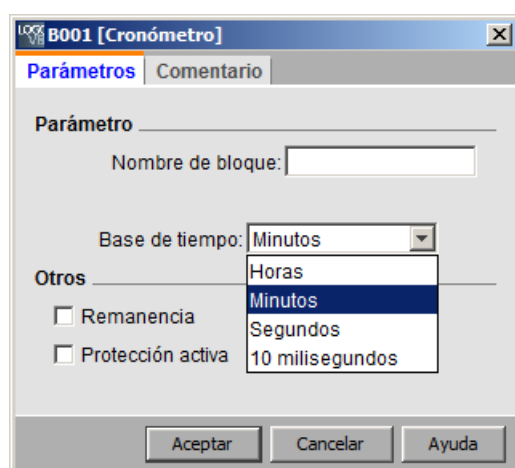 B001 [Cronómetro]
Parámetros Comentario
Parámetro
Nombre de bloque:
Base de tiempo: Minutos
Horas
Otros
Minutos
Remanencia
Segundos
Protección activa
10 milisegundos
Aceptar Cancelar Ayuda